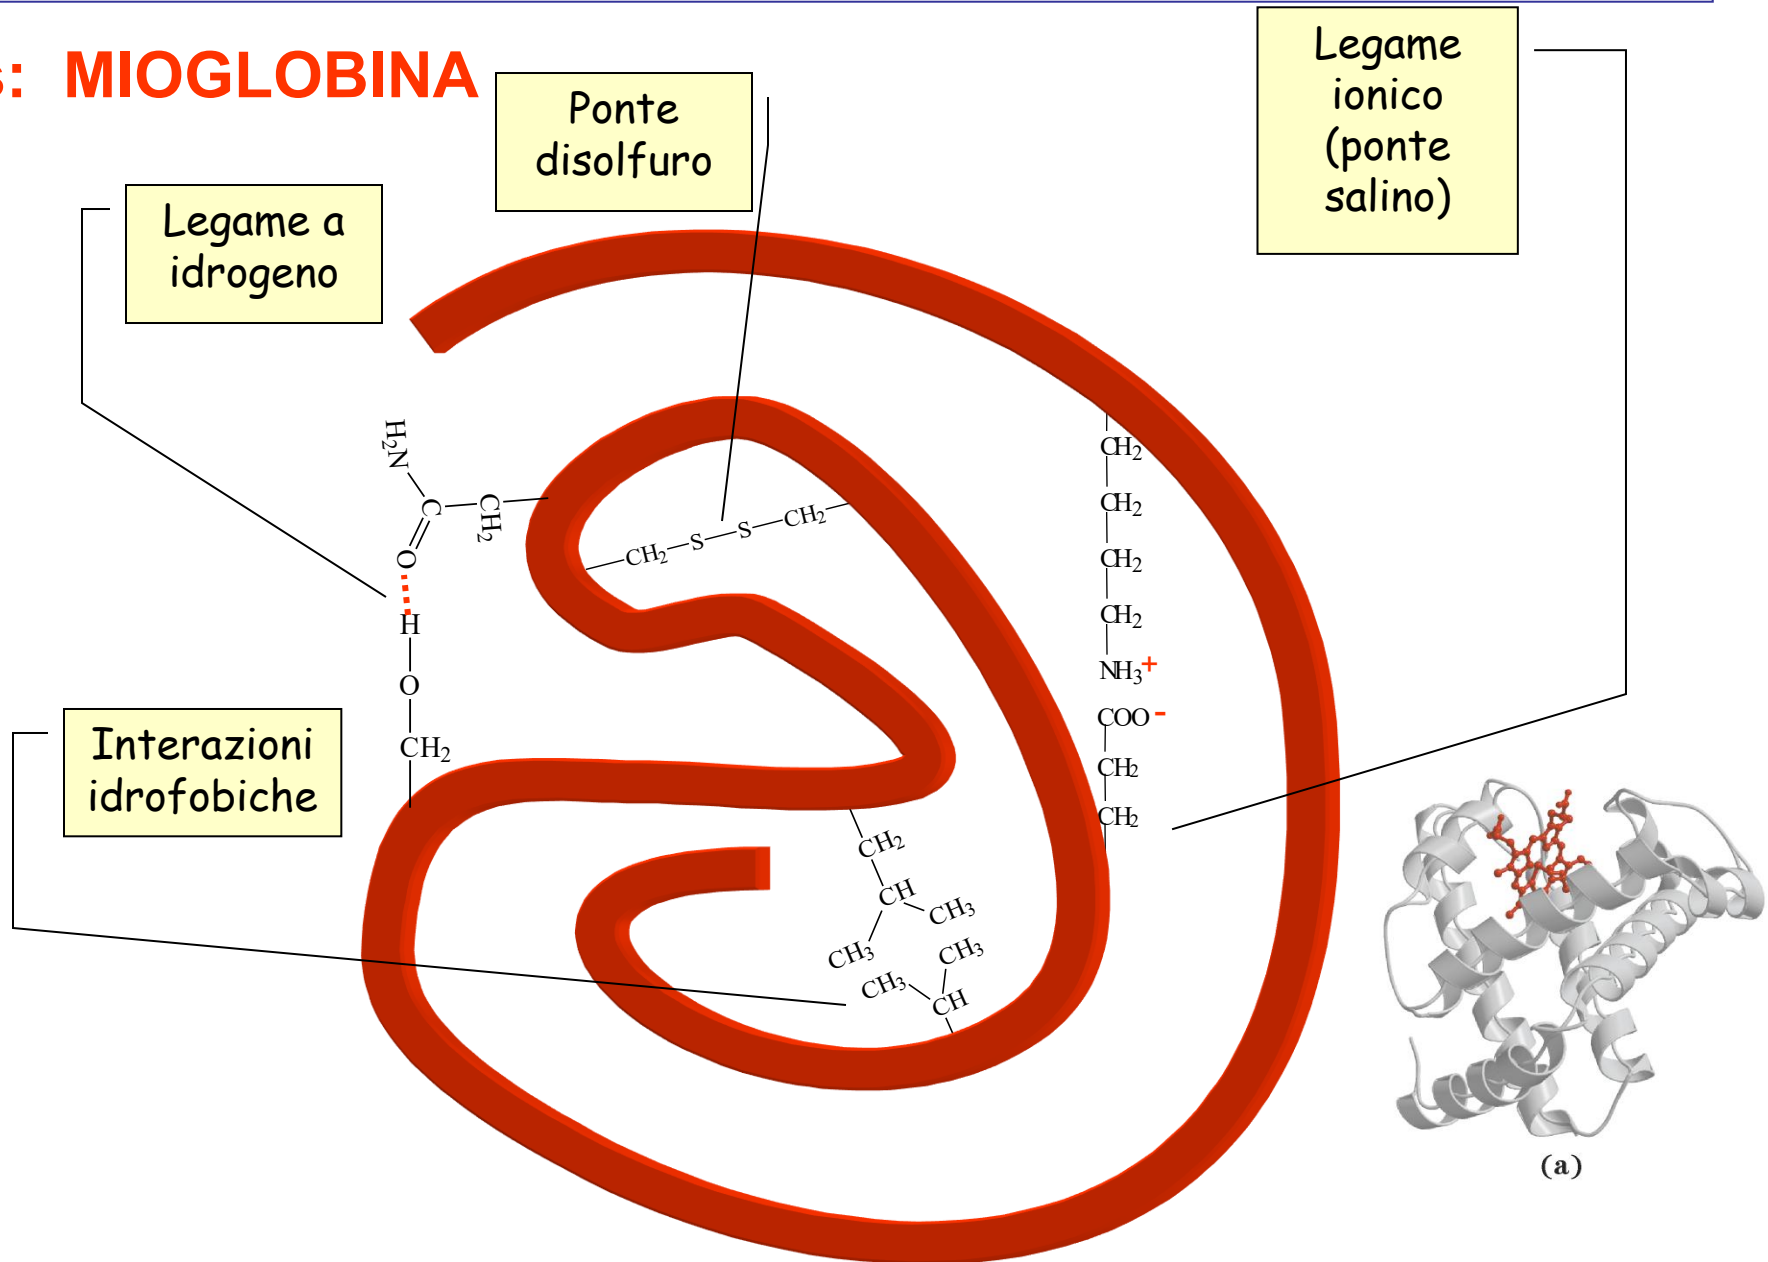 s: MIOGLOBINA
Ponte
disolfuro
Legame
ionico
(ponte
salino)
Legame a
idrogeno
Interazioni
idrofobiche
H₂N
C
CH₂
O
H
O
CH₂
CH₂
S
S
CH₂
CH₂
CH₂
CH₂
CH₂
NH₃+
COO-
CH₂
CH₂
CH₂
CH
CH₃
CH₃
CH₃
CH₃
CH
(a)